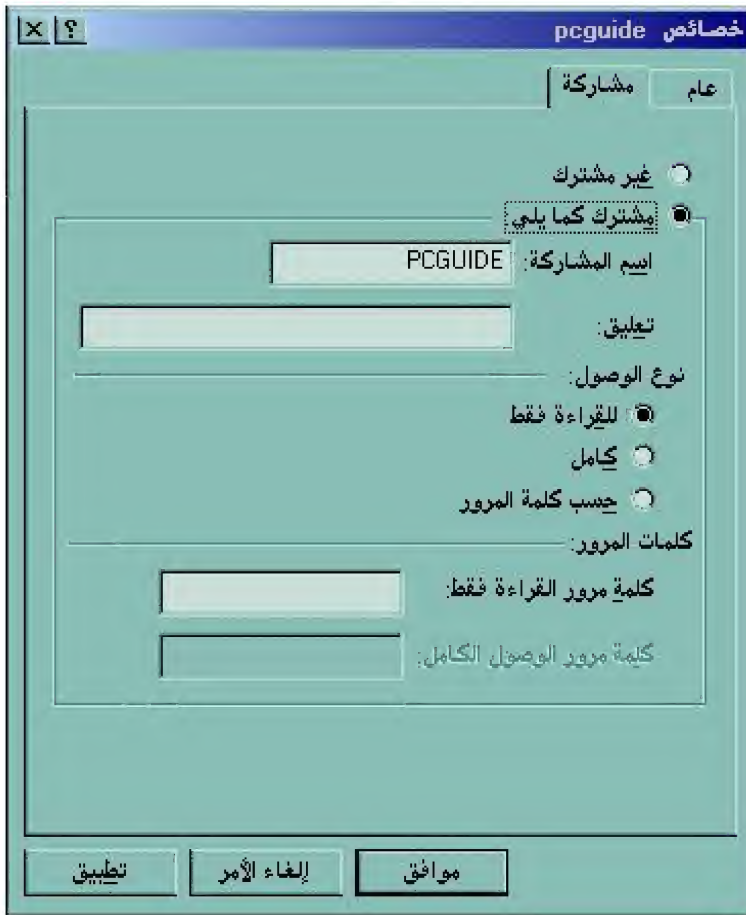 خصائص pcguide
عام
مشاركة
غير مشترك
مشترك كما يلي:
اسم المشاركة: PCGUIDE
تعليق:
نوع الوصول:
للقراءة فقط
كامل
حسب كلمة المرور
كلمات المرور:
كلمة مرور القراءة فقط:
كلمة مرور الوصول الكامل:
موافق
إلغاء الأمر
تطبيق